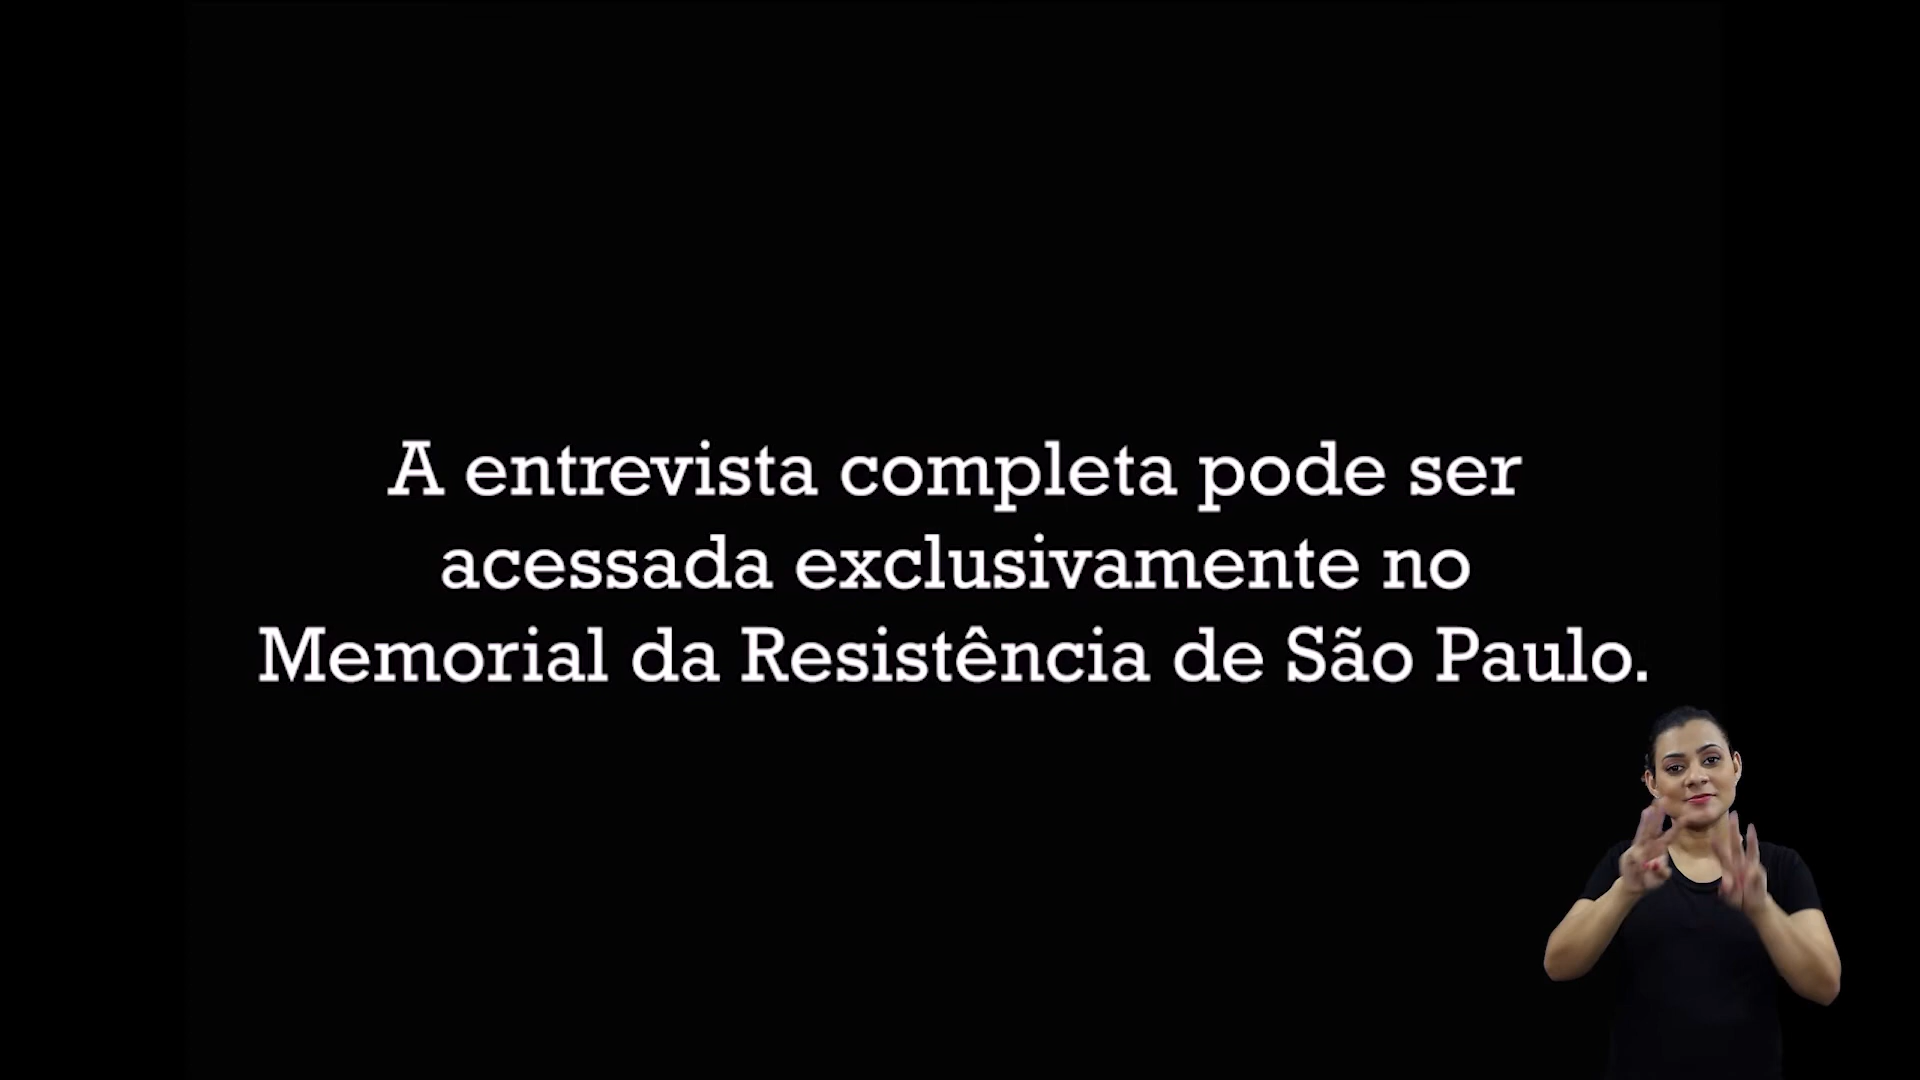 A entrevista completa pode ser
acessada exclusivamente no
Memorial da Resistência de São Paulo.